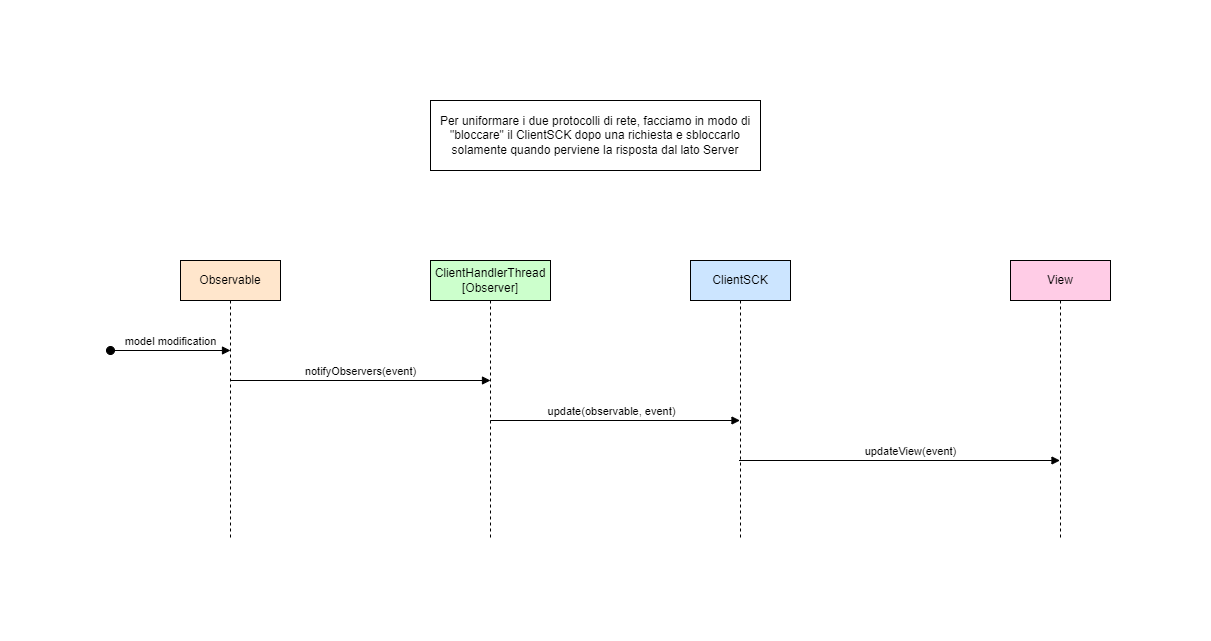 Per uniformare i due protocolli di rete, facciamo in modo di
"bloccare" il ClientSCK dopo una richiesta e sbloccarlo
solamente quando perviene la risposta dal lato Server
Observable
ClientHandlerThread
[Observer]
ClientSCK
View
model modification
notifyObservers(event)
update(observable, event)
updateView(event)